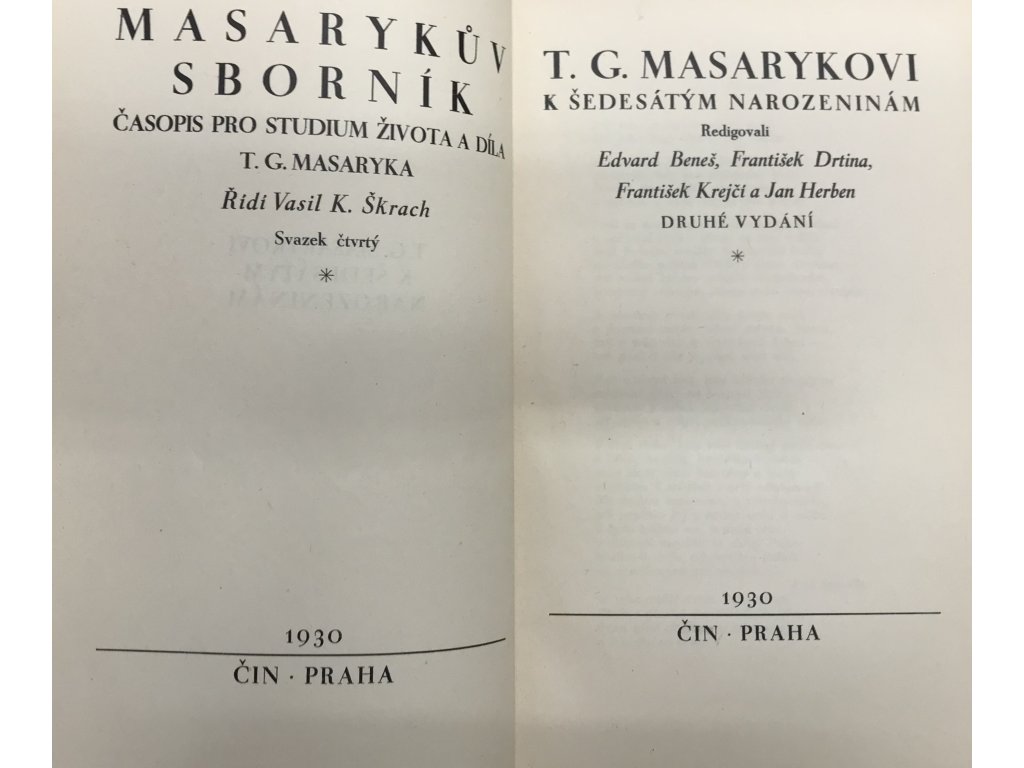 MASARYKŮV
SBORNÍK
ČASOPIS PRO STUDIUM ŽIVOTA A DÍLA
T. G. MASARYKA
Řídí Vasil K. Škrach
Svazek čtvrtý
*
1930
ČIN · PRAHA
T. G. MASARYKOVI
K ŠEDESÁTÝM NAROZENINÁM
Redigovali
Edvard Beneš, František Drtina,
František Krejčí a Jan Herben
DRUHÉ VYDÁNÍ
*
1930
ČIN · PRAHA